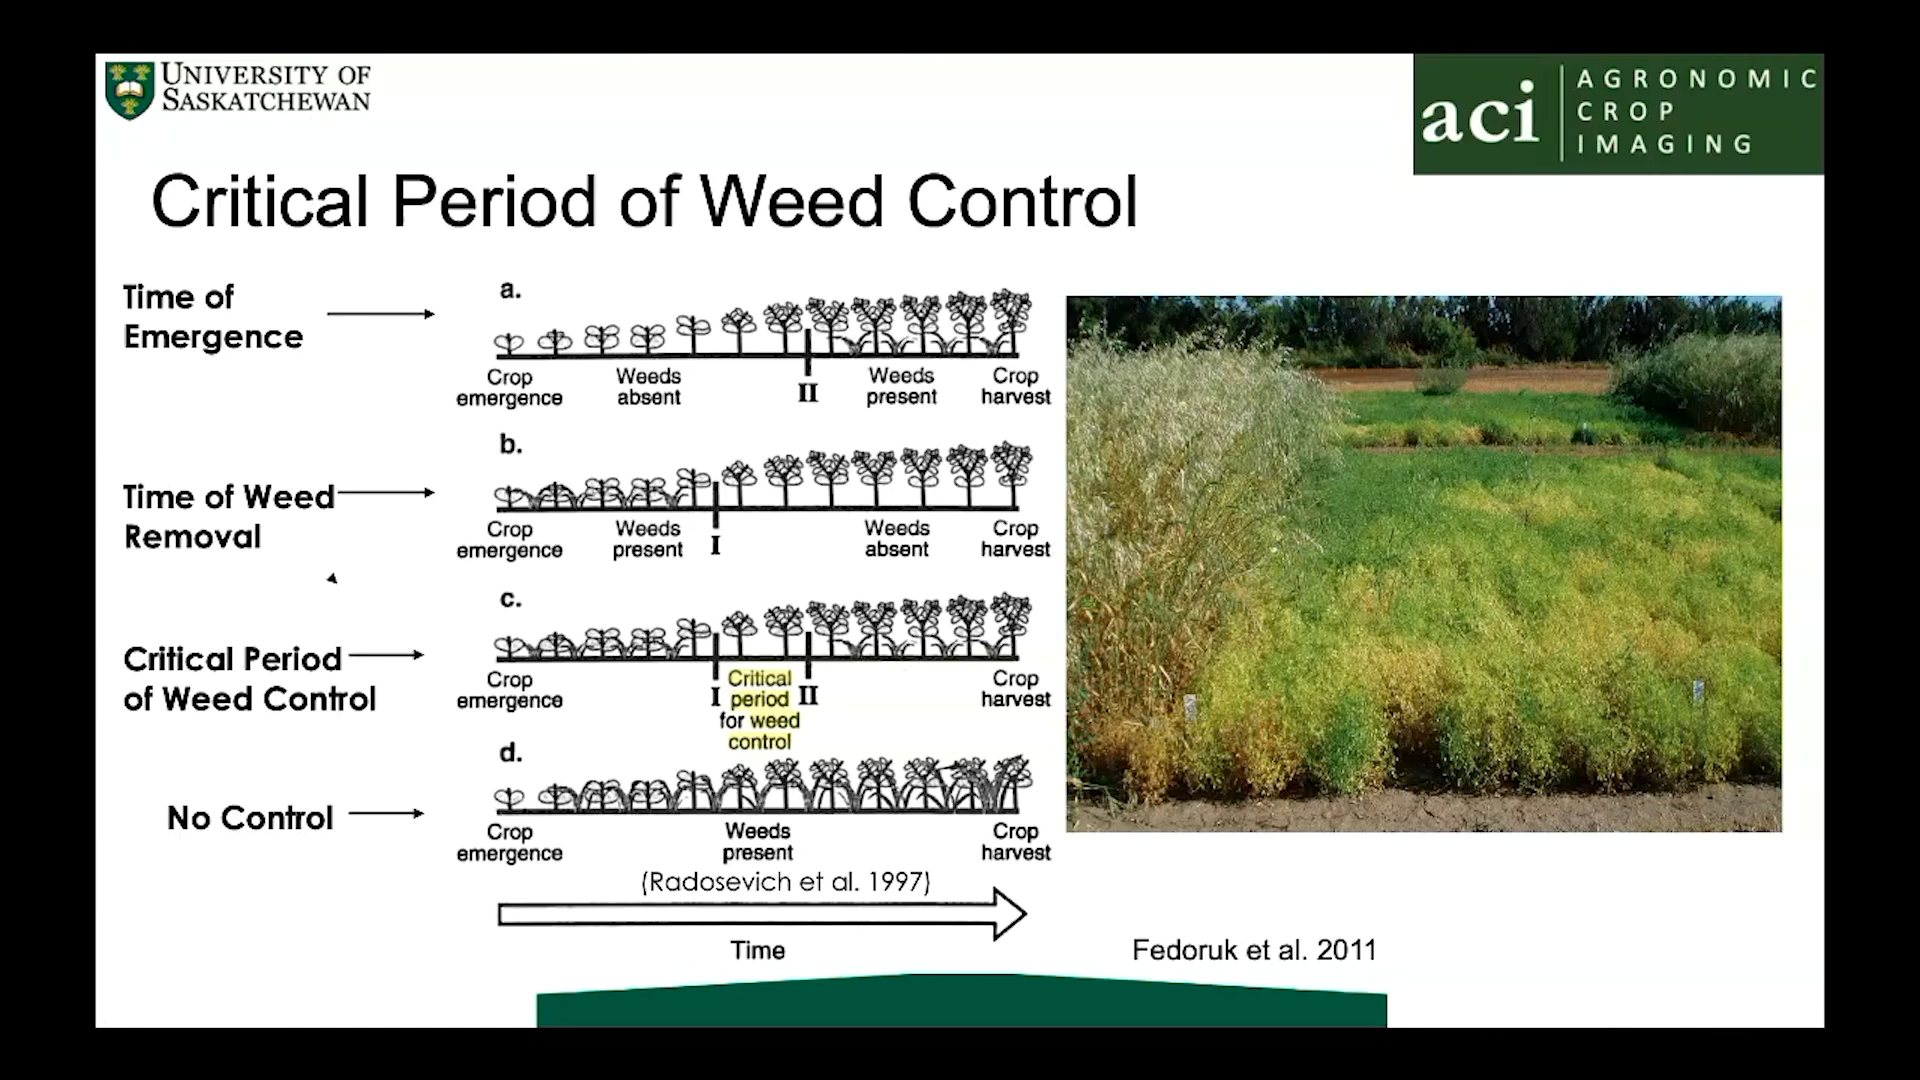 UNIVERSITY OF
SASKATCHEWAN
aci
AGRONOMIC
CROP
IMAGING
Critical Period of Weed Control
Time of
Emergence
a.
Crop
emergence
Weeds
absent
II
Weeds
present
Crop
harvest
Time of Weed
Removal
b.
Crop
emergence
Weeds
present
I
Weeds
absent
Crop
harvest
Critical Period
of Weed Control
c.
Crop
emergence
I
Critical
period
for weed
control
II
Crop
harvest
No Control
d.
Crop
emergence
Weeds
present
Crop
harvest
(Radosevich et al. 1997)
Time
Fedoruk et al. 2011